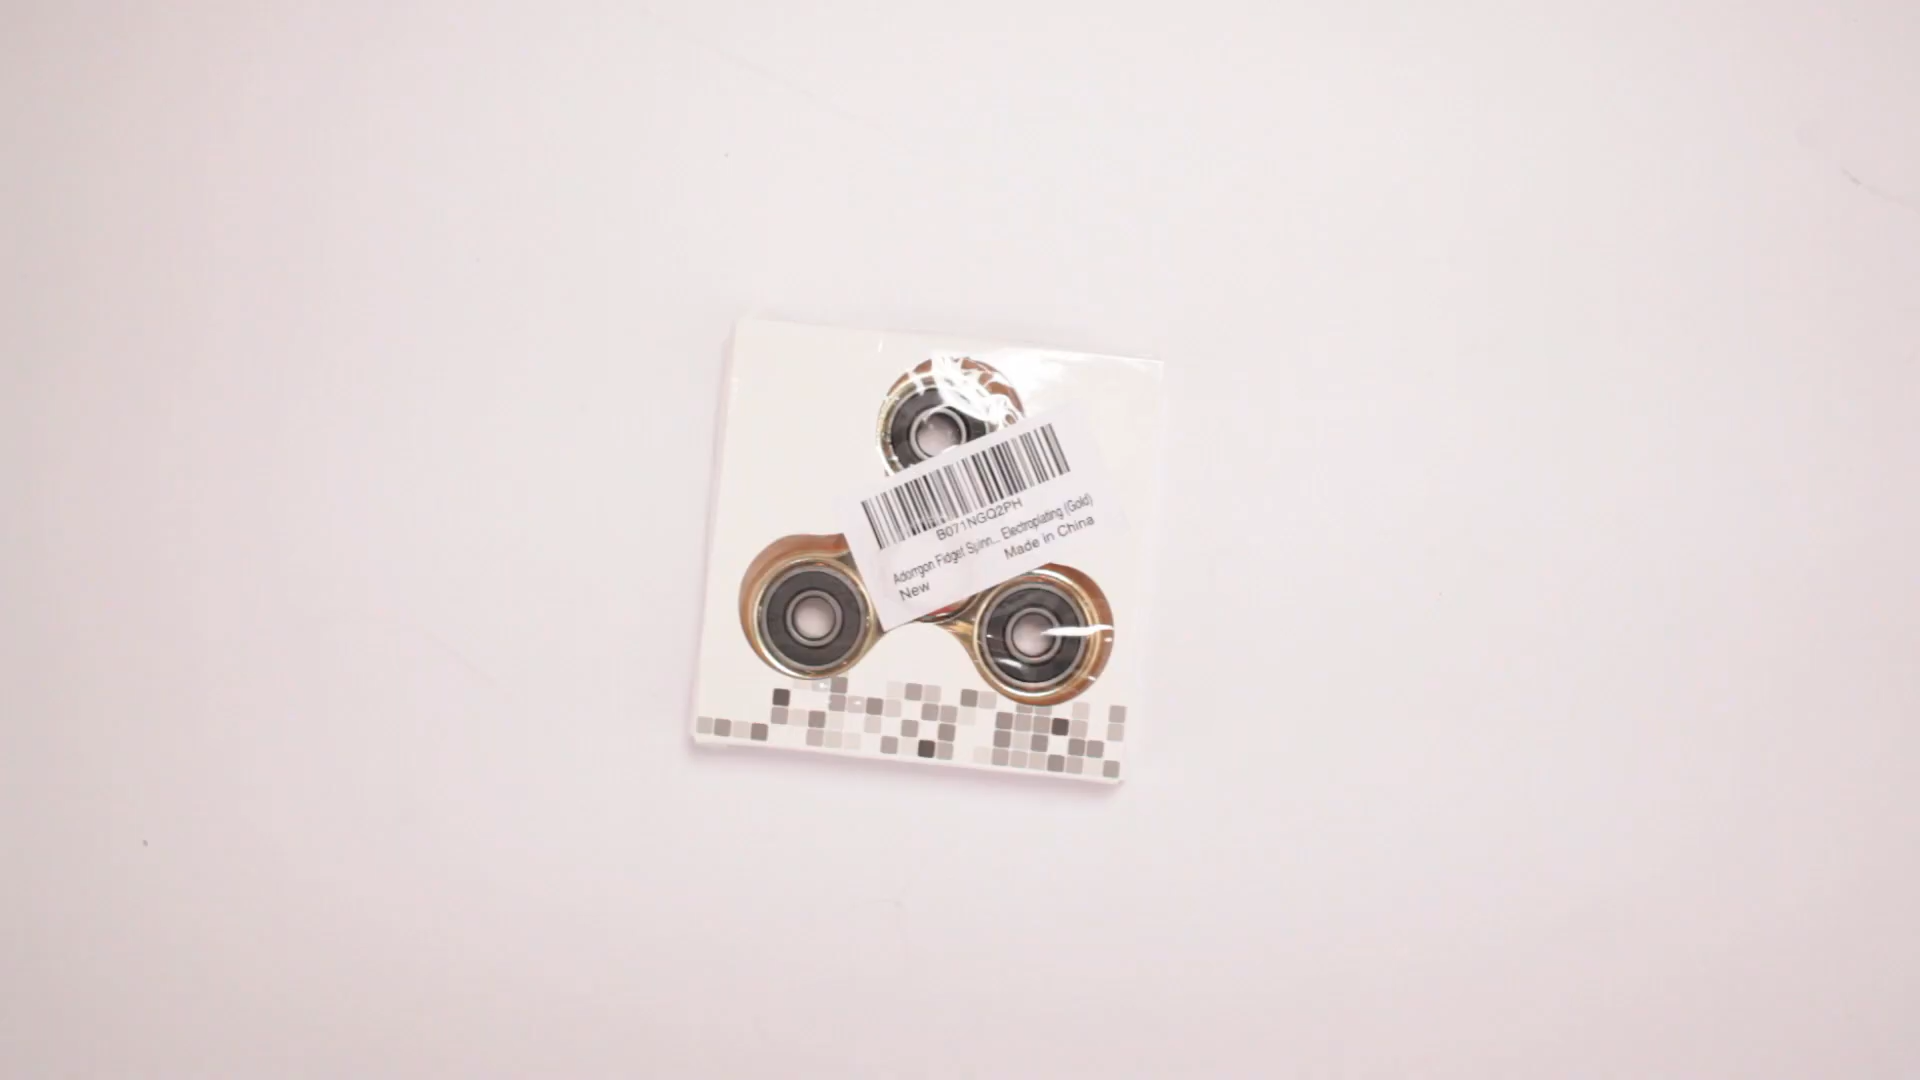 B071NGQ2PH
Adorrgon Fidget Spinn... Electroplating (Gold)
New
Made in China